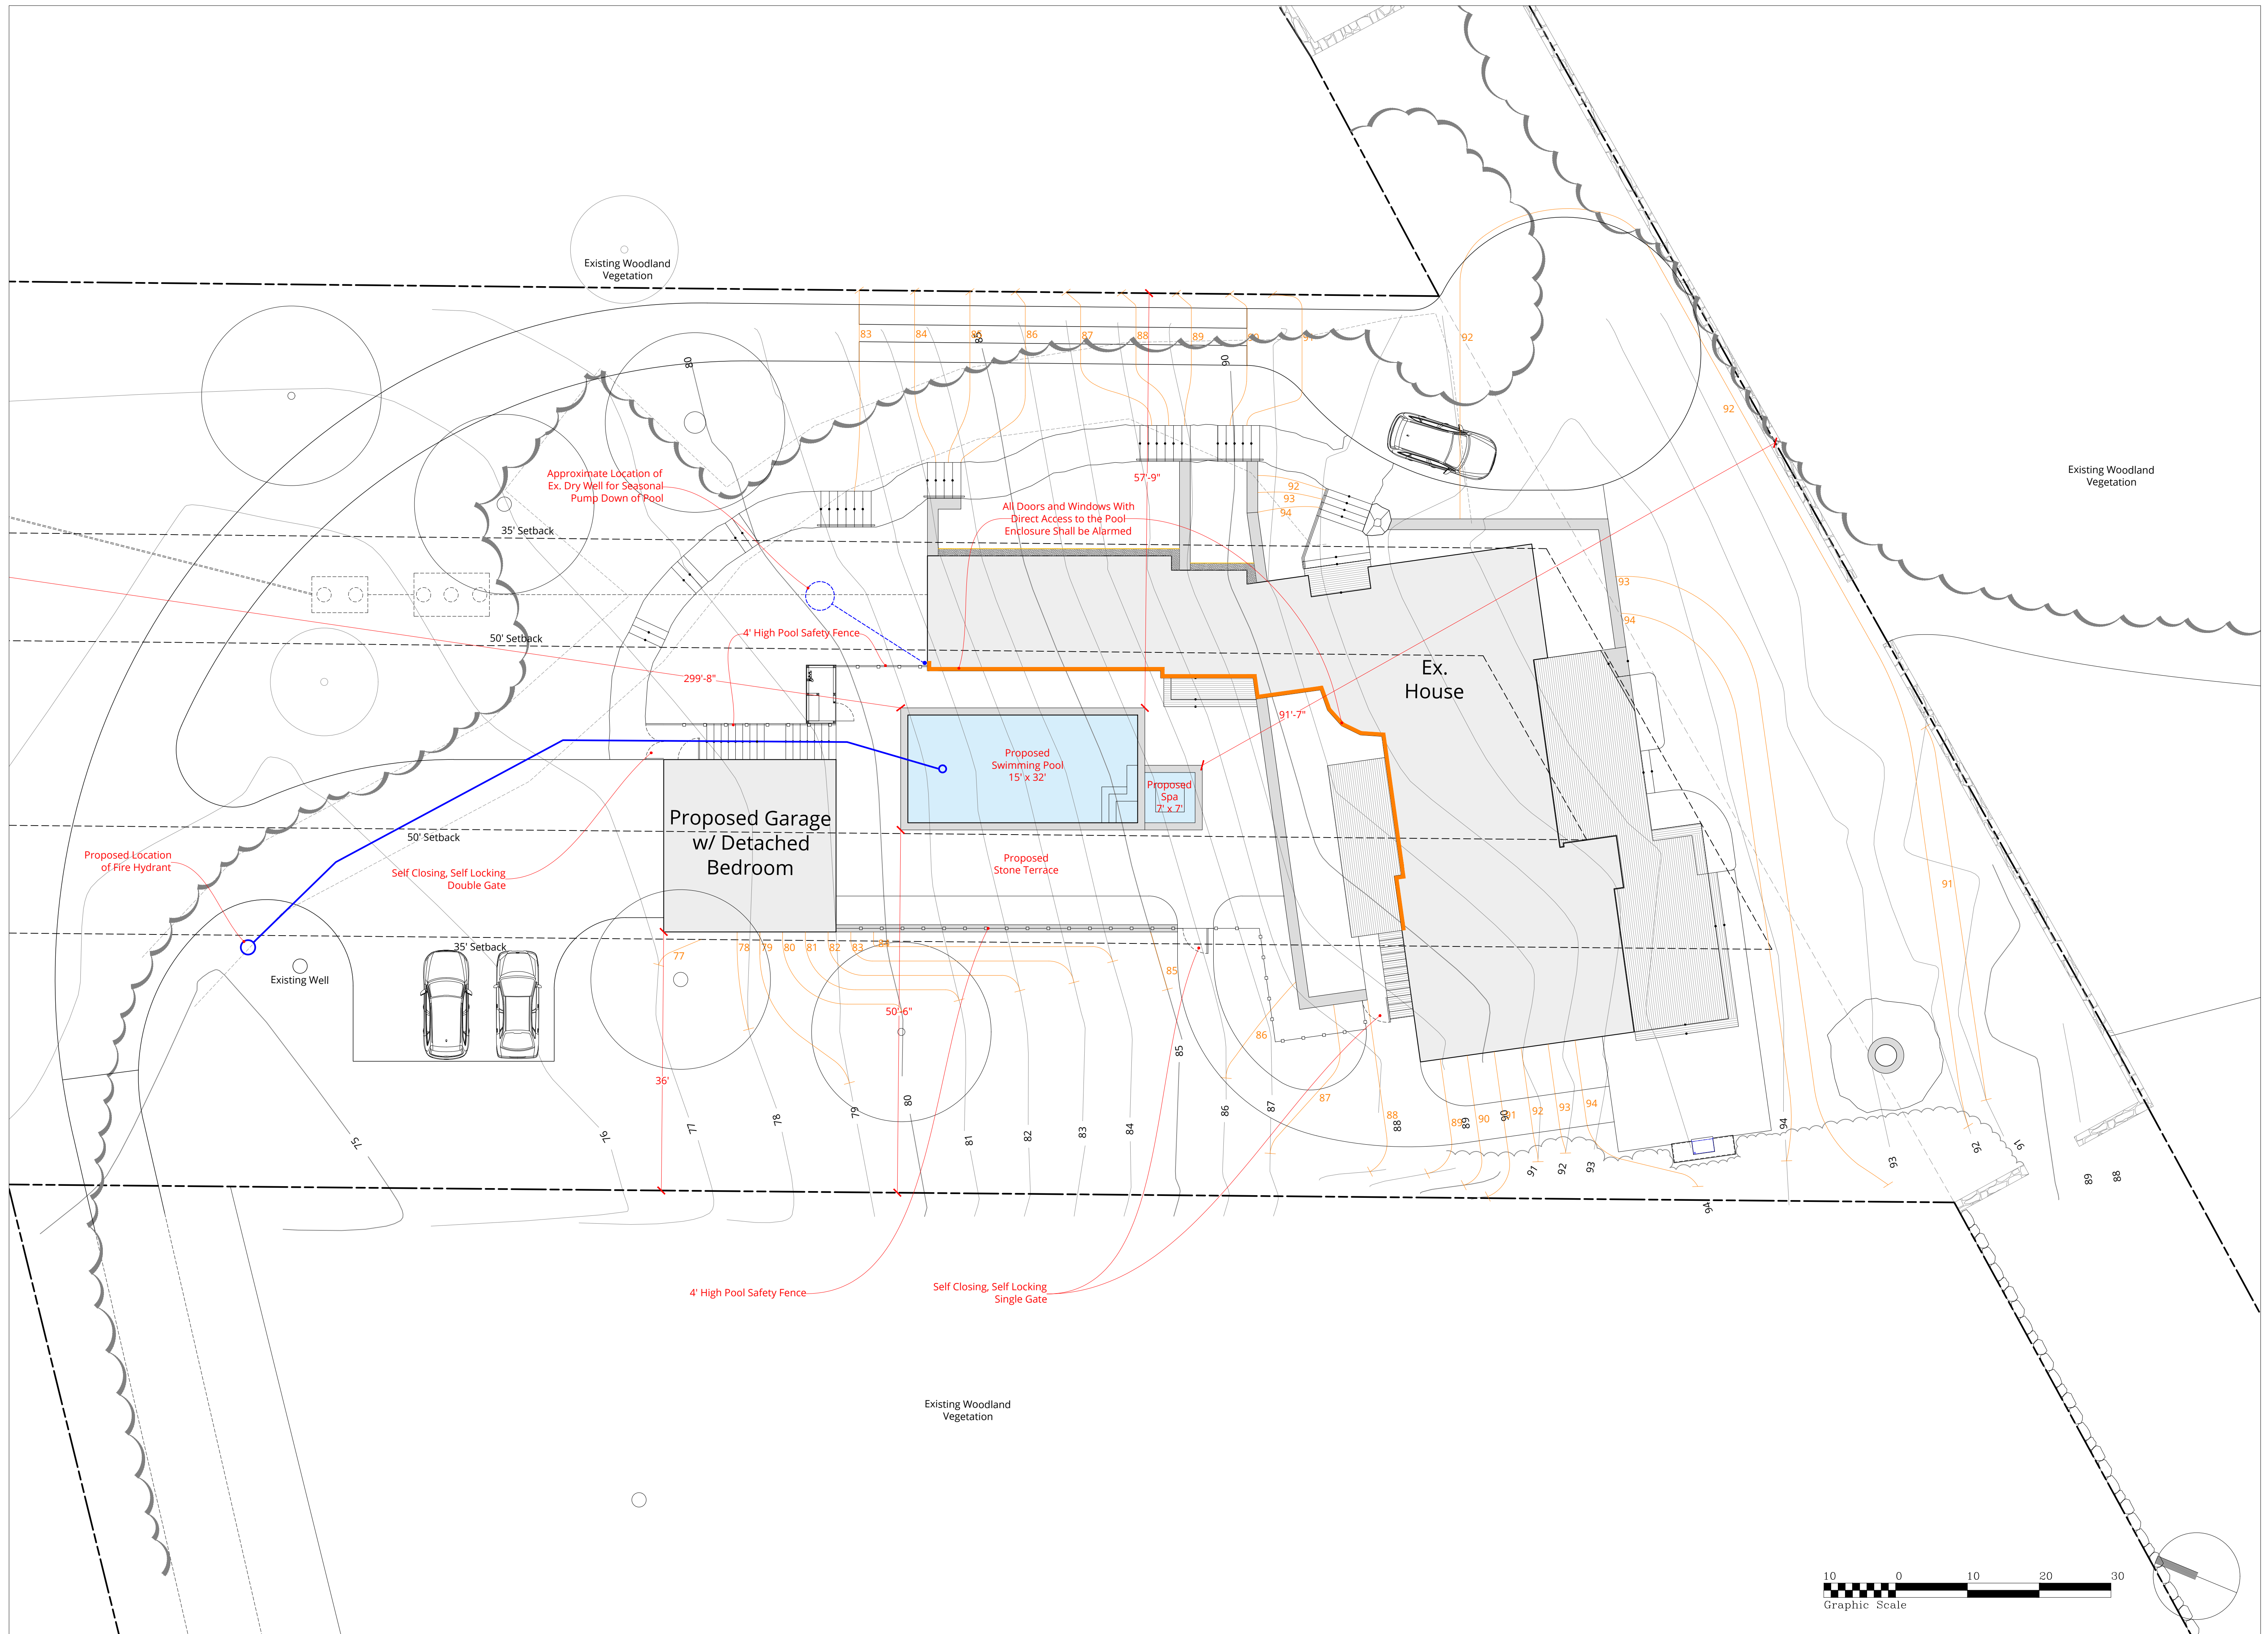 Existing Woodland
Vegetation
83
84
85
86
87
88
89
90
92
85
80
90
92
Existing Woodland
Vegetation
Approximate Location of
Ex. Dry Well for Seasonal
Pump Down of Pool
57'-9"
92
93
94
All Doors and Windows With
Direct Access to the Pool
Enclosure Shall be Alarmed
35' Setback
93
94
50' Setback
4' High Pool Safety Fence
299'-8"
Ex.
House
91'-7"
Proposed
Swimming Pool
15' x 32'
Proposed
Spa
7' x 7'
Proposed Garage
w/ Detached
Bedroom
50' Setback
Proposed Location
of Fire Hydrant
Self Closing, Self Locking
Double Gate
Proposed
Stone Terrace
91
35' Setback
Existing Well
77
78
79
80
81
82
83
84
85
50'-6"
86
36'
87
88
89
90
91
92
93
94
75
76
77
78
79
80
81
82
83
84
85
86
87
88
89
90
91
92
93
94
94
93
92
91
89
88
4' High Pool Safety Fence
Self Closing, Self Locking
Single Gate
Existing Woodland
Vegetation
10 0 10 20 30
Graphic Scale